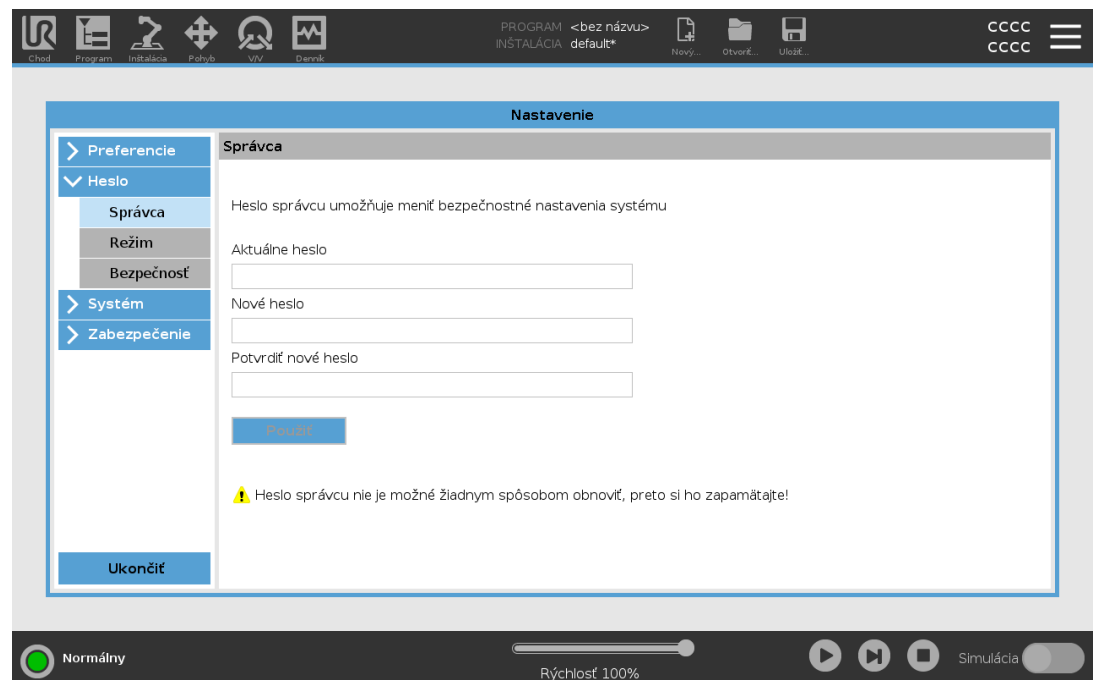 PROGRAM <bez názvu>
INŠTALÁCIA default*
Chod
Program
Inštalácia
Pohyb
V/V
Denník
Nový...
Otvoriť...
Uložiť...
CCCC
CCCC
Nastavenie
Preferencie
Heslo
Správca
Režim
Bezpečnosť
Systém
Zabezpečenie
Ukončiť
Správca
Heslo správcu umožňuje meniť bezpečnostné nastavenia systému
Aktuálne heslo
Nové heslo
Potvrdiť nové heslo
Použiť
Heslo správcu nie je možné žiadnym spôsobom obnoviť, preto si ho zapamätajte!
Normálny
Rýchlosť 100%
Simulácia